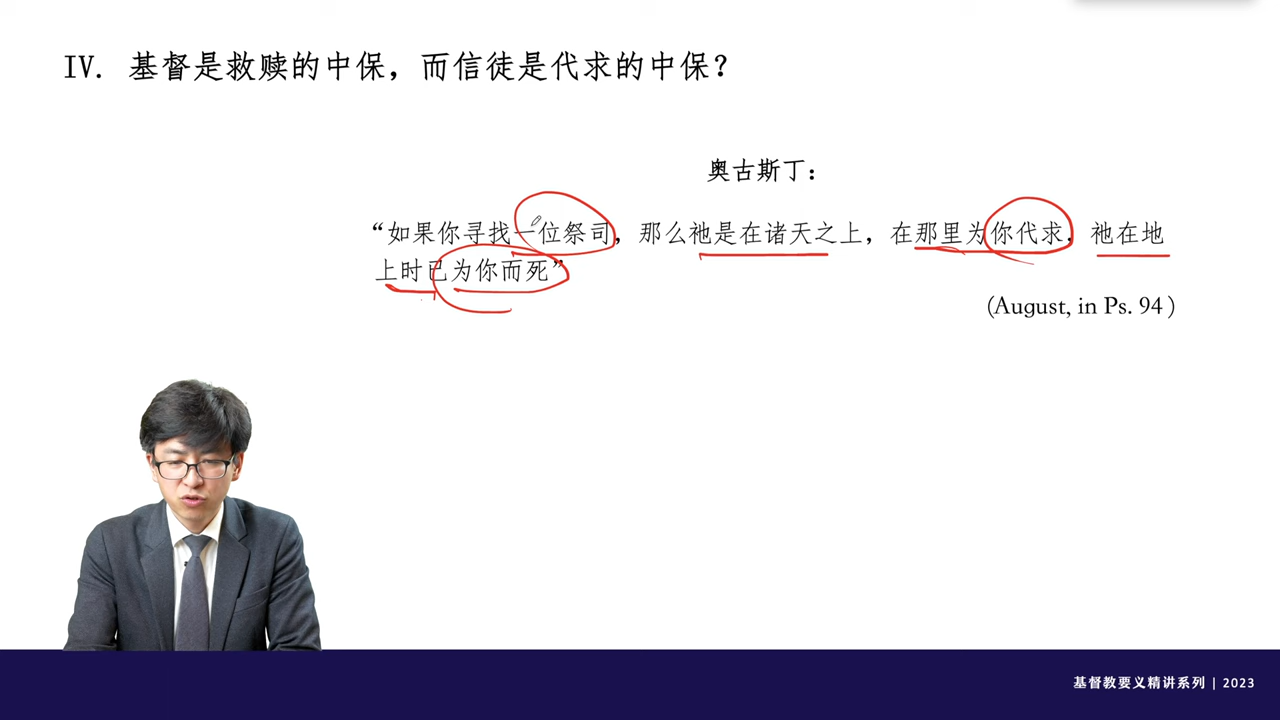 IV. 基督是救赎的中保，而信徒是代求的中保？
奥古斯丁：
“如果你寻找一位祭司，那么祂是在诸天之上，在那里为你代求，祂在地
上时已为你而死”
(August, in Ps. 94)
基督教要义精讲系列 | 2023